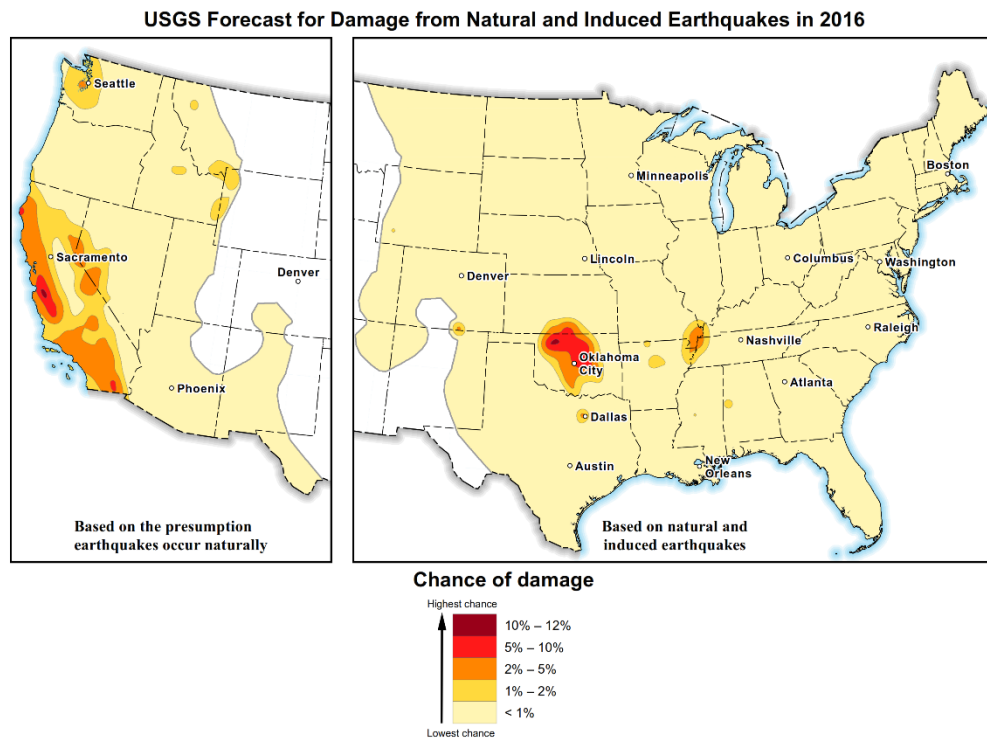 USGS Forecast for Damage from Natural and Induced Earthquakes in 2016
Seattle
Sacramento
Denver
Phoenix
Based on the presumption
earthquakes occur naturally
Minneapolis
Boston
Lincoln
Columbus
Washington
Denver
Raleigh
Nashville
Oklahoma
City
Atlanta
Dallas
Austin
New
Orleans
Based on natural and
induced earthquakes
Chance of damage
Highest chance
10% – 12%
5% – 10%
2% – 5%
1% – 2%
< 1%
Lowest chance